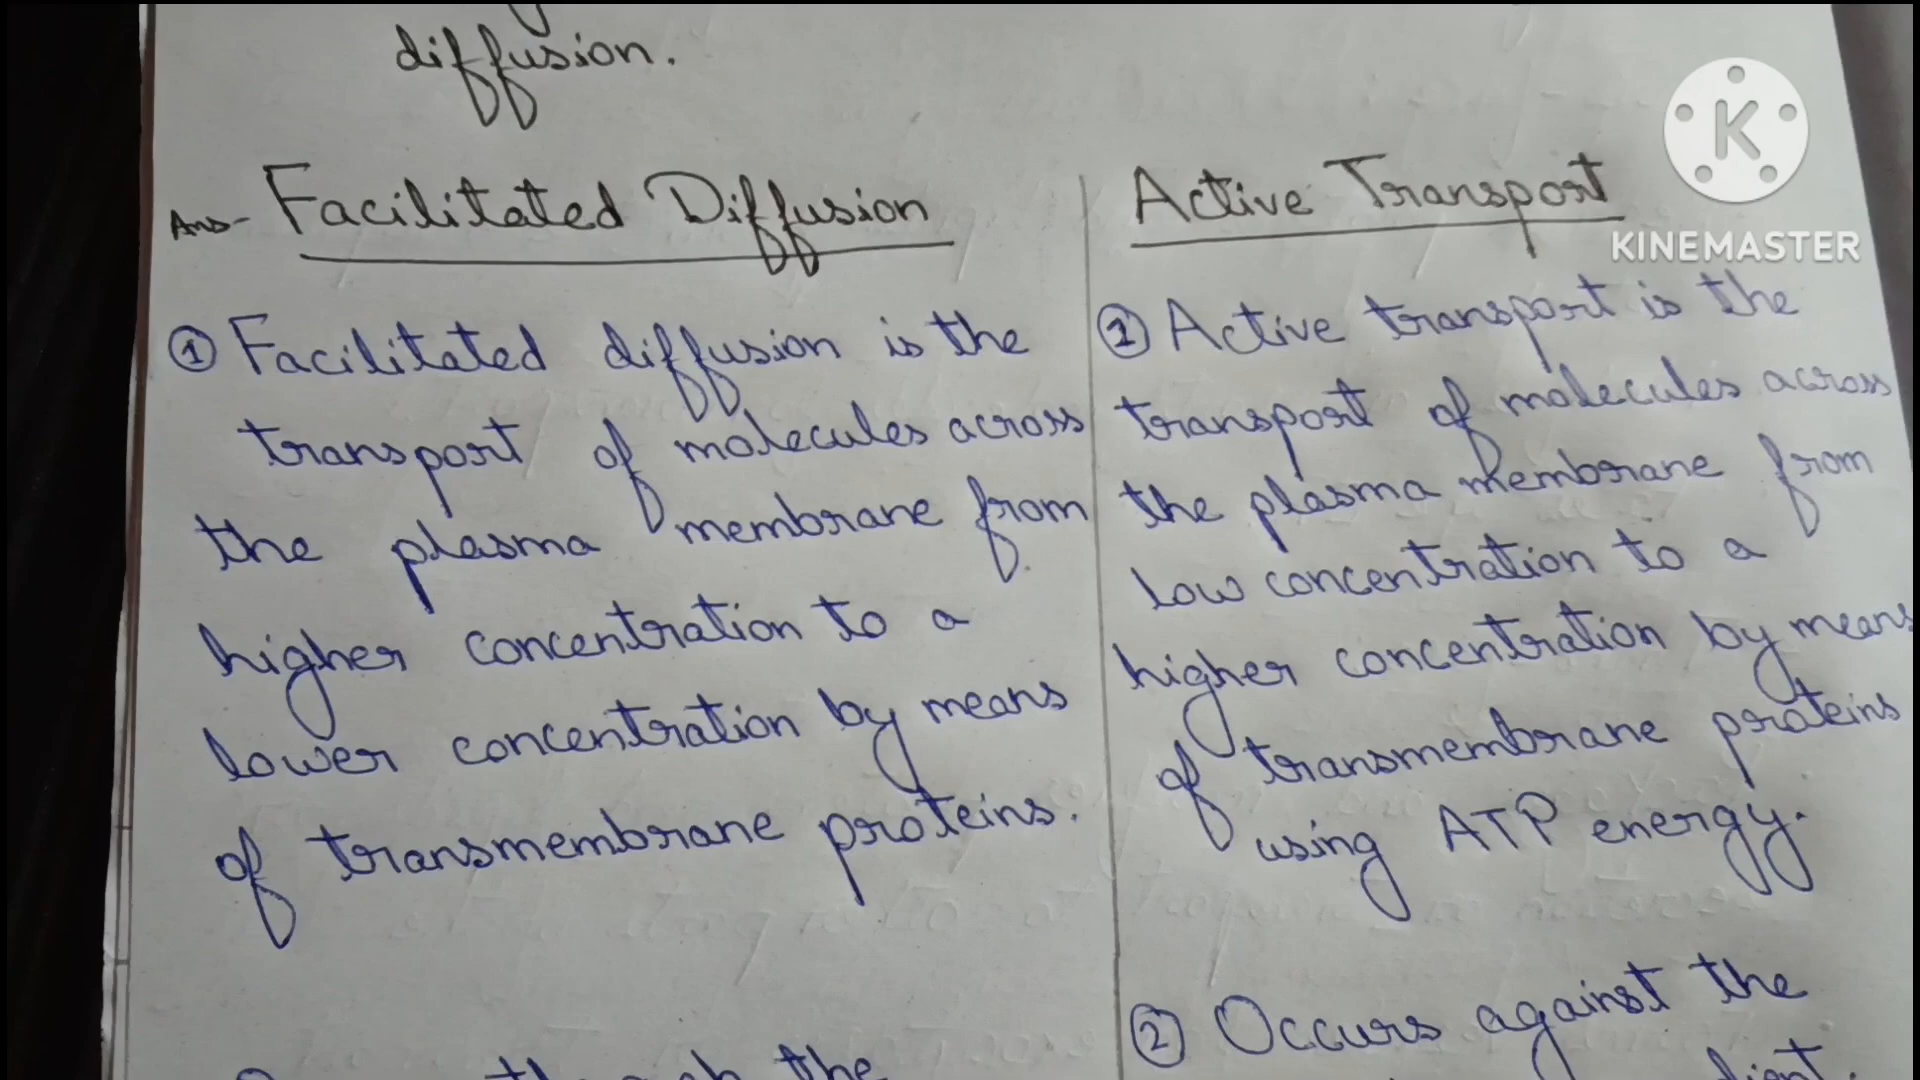 diffusion.
Ans- Facilitated Diffusion
① Facilitated diffusion is the
transport of molecules across
the plasma membrane from
higher concentration to a
lower concentration by means
of transmembrane proteins.
the
Active Transport
① Active transport is the
transport of molecules across
the plasma membrane from
low concentration to a
higher concentration by means
of transmembrane proteins
using ATP energy.
② Occurs against the
K
KINEMASTER